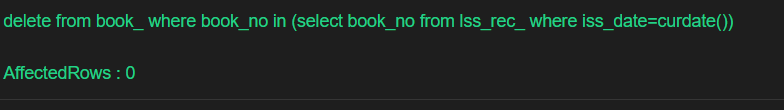 delete from book_ where book_no in (select book_no from lss_rec_ where iss_date=curdate())
AffectedRows : 0